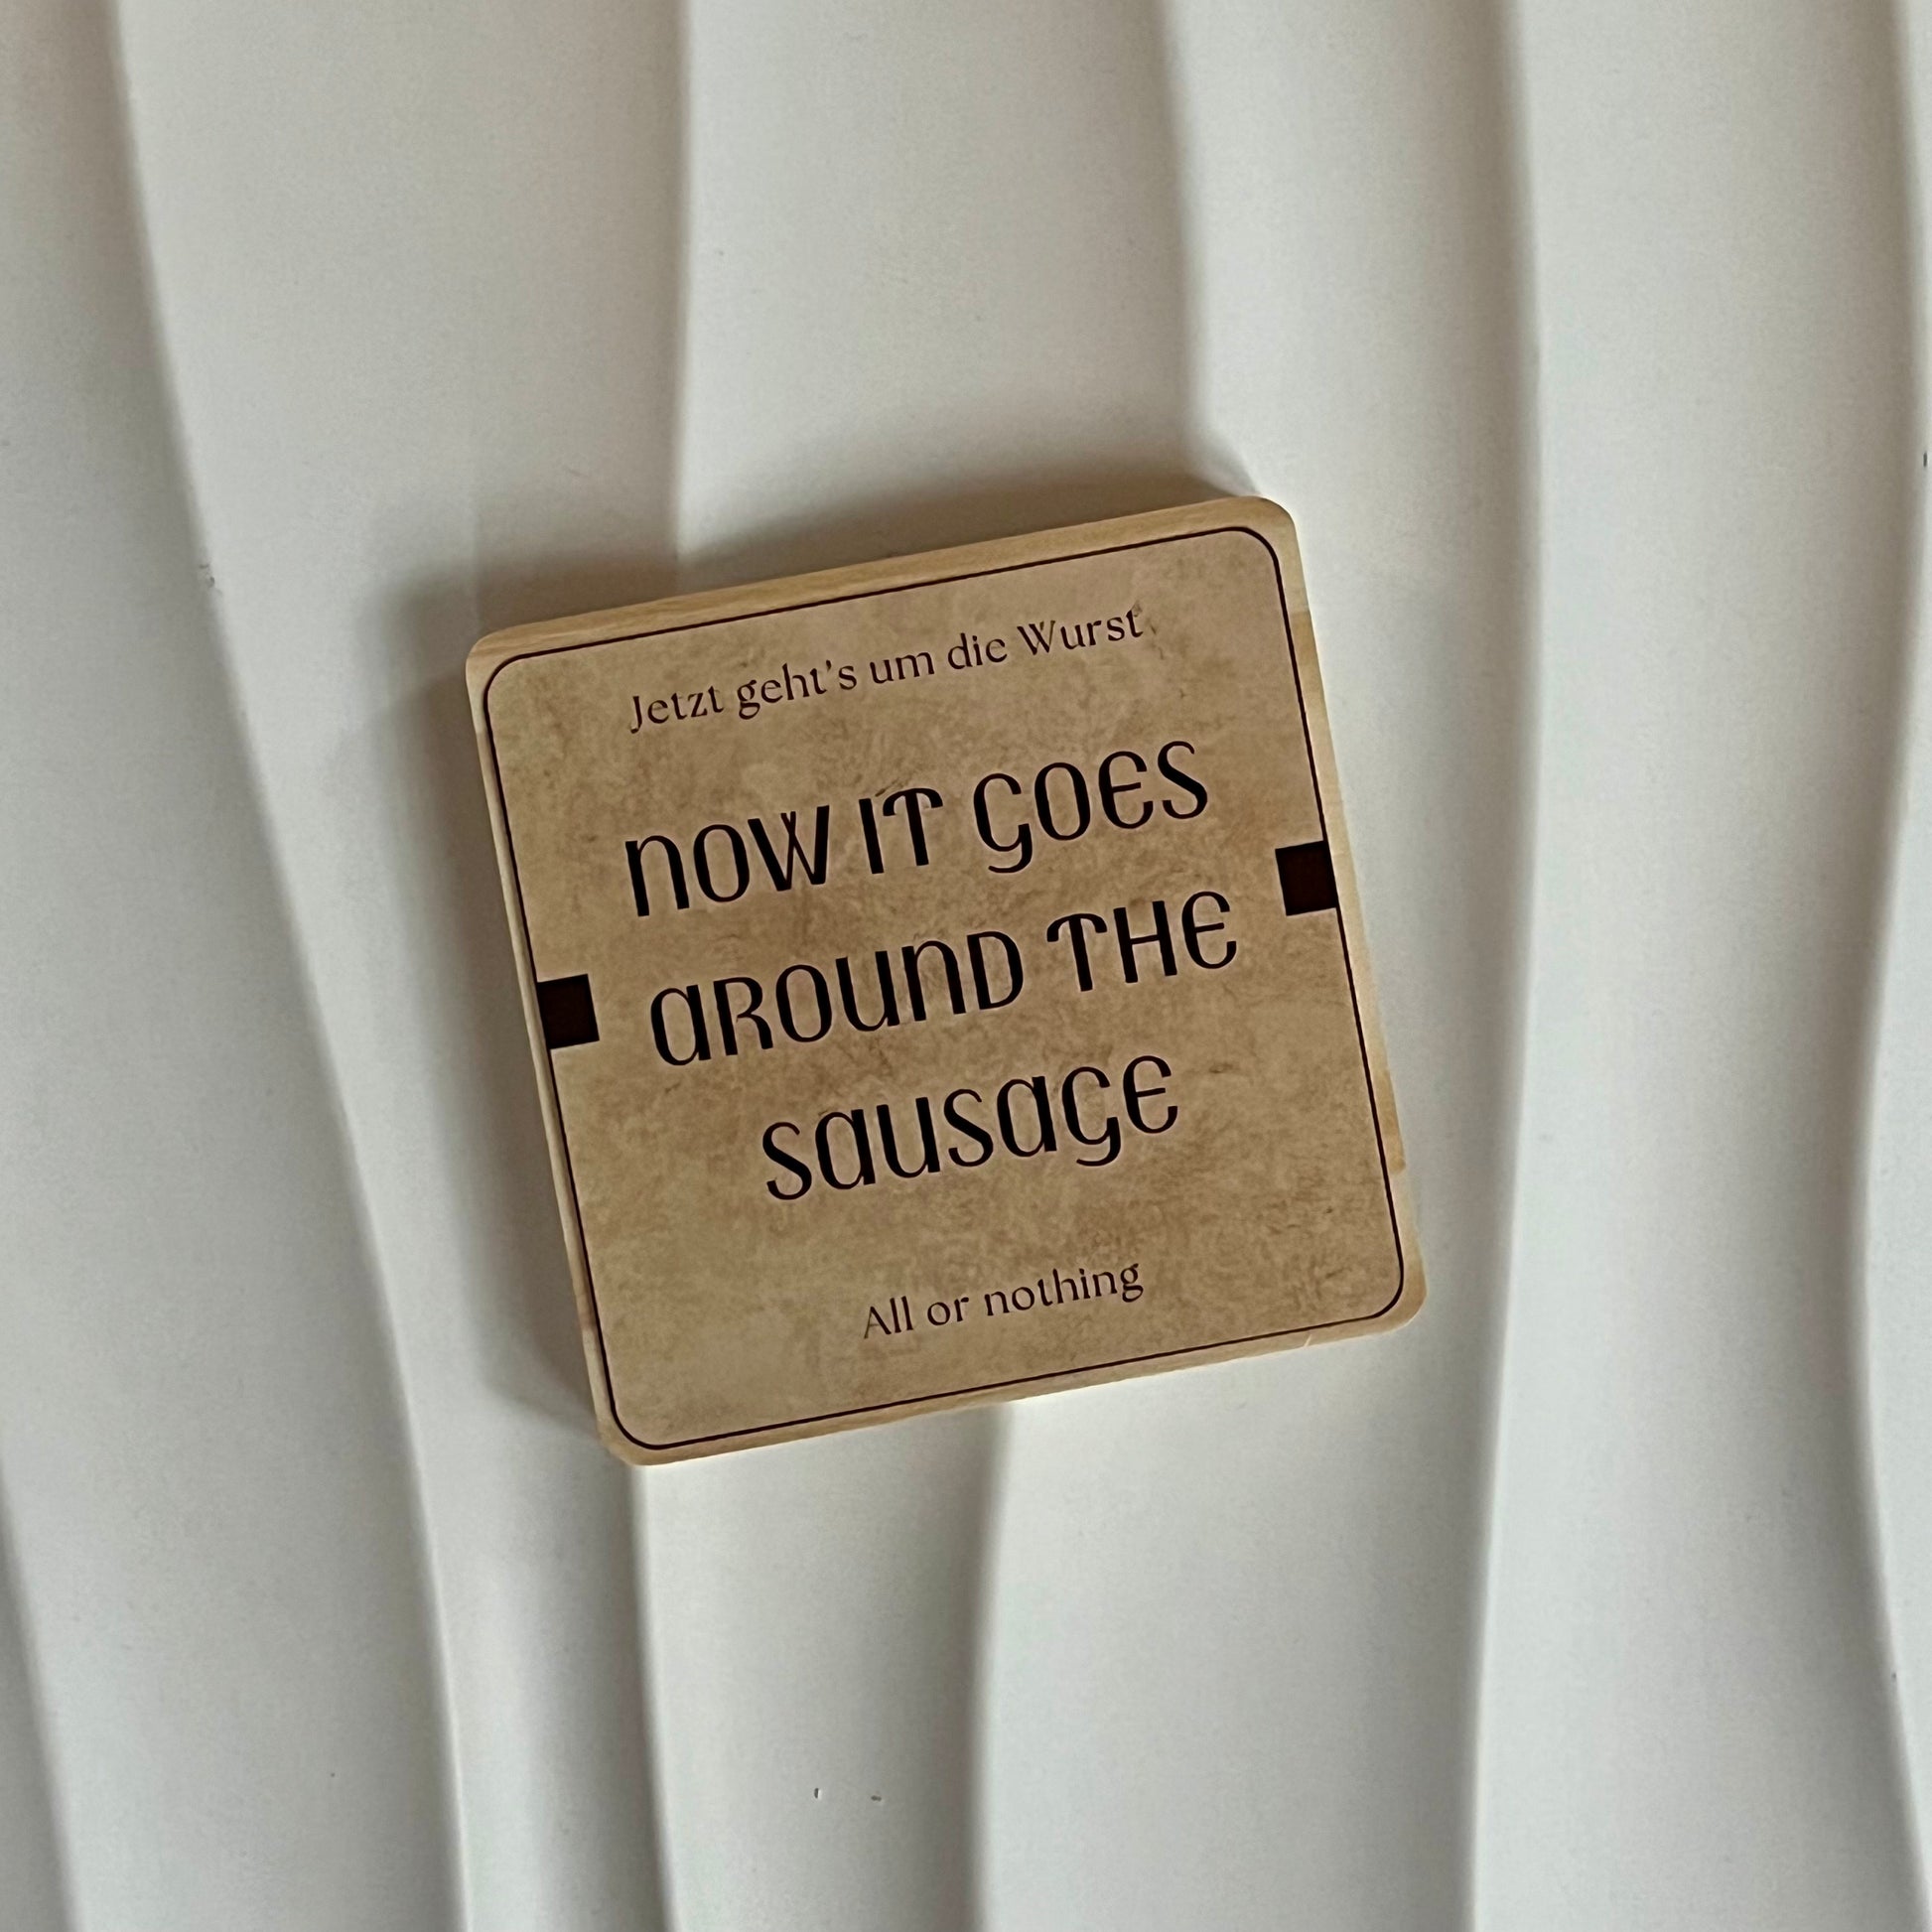 Jetzt geht's um die Wurst
NOW IT GOES
AROUND THE
SAUSAGE
All or nothing